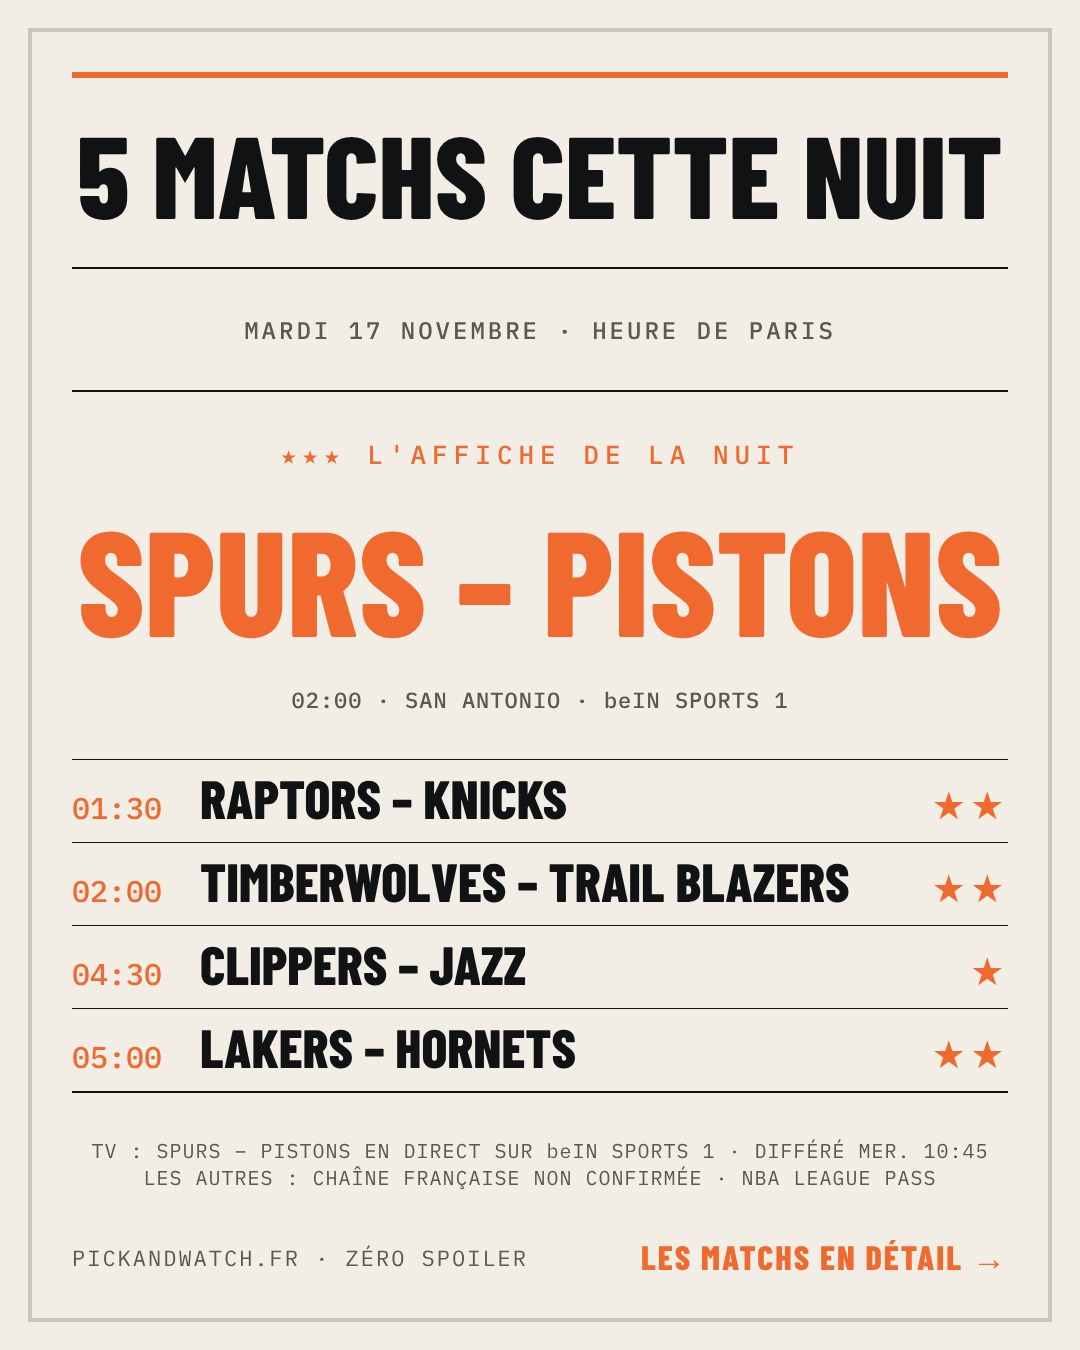 5 MATCHS CETTE NUIT
MARDI 17 NOVEMBRE · HEURE DE PARIS
★★★ L'AFFICHE DE LA NUIT
SPURS – PISTONS
02:00 · SAN ANTONIO · beIN SPORTS 1
01:30 RAPTORS – KNICKS ★★
02:00 TIMBERWOLVES – TRAIL BLAZERS ★★
04:30 CLIPPERS – JAZZ ★
05:00 LAKERS – HORNETS ★★
TV : SPURS – PISTONS EN DIRECT SUR beIN SPORTS 1 · DIFFÉRÉ MER. 10:45
LES AUTRES : CHAÎNE FRANÇAISE NON CONFIRMÉE · NBA LEAGUE PASS
PICKANDWATCH.FR · ZÉRO SPOILER
LES MATCHS EN DÉTAIL →